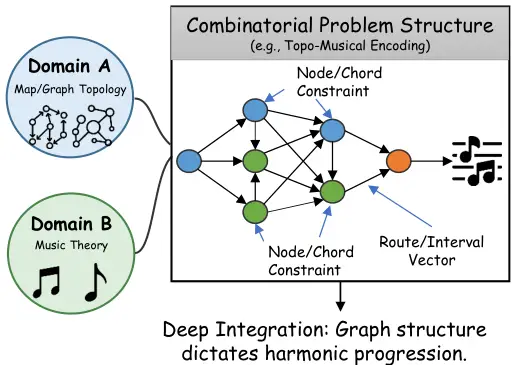 Combinatorial Problem Structure
(e.g., Topo-Musical Encoding)
Domain A
Map/Graph Topology
Domain B
Music Theory
Node/Chord
Constraint
Node/Chord
Constraint
Route/Interval
Vector
Deep Integration: Graph structure
dictates harmonic progression.